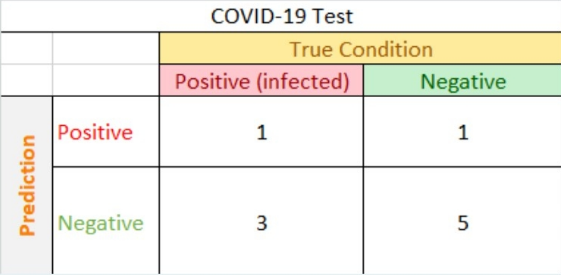 COVID-19 Test
True Condition
Positive (infected) Negative
Prediction
Positive 1 1
Negative 3 5